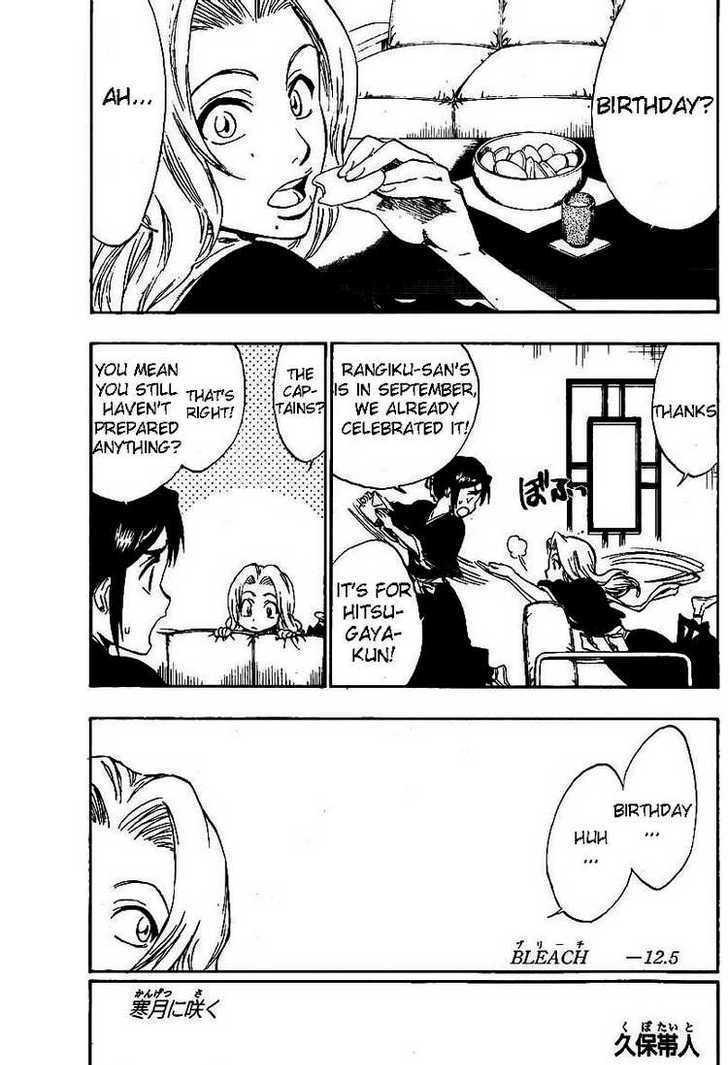 BIRTHDAY?
AH...
THANKS
RANGIKU-SAN'S
IS IN SEPTEMBER,
WE ALREADY
CELEBRATED IT!
ぼふっ
IT'S FOR
HITSU-
GAYA-
KUN!
THE
CAP-
TAINS?
THAT'S
RIGHT!
YOU MEAN
YOU STILL
HAVEN'T
PREPARED
ANYTHING?
BIRTHDAY
...
HUH
...
ブリーチ
BLEACH －12.5
かんげつ さ
寒月に咲く
くぼたいと
久保帯人